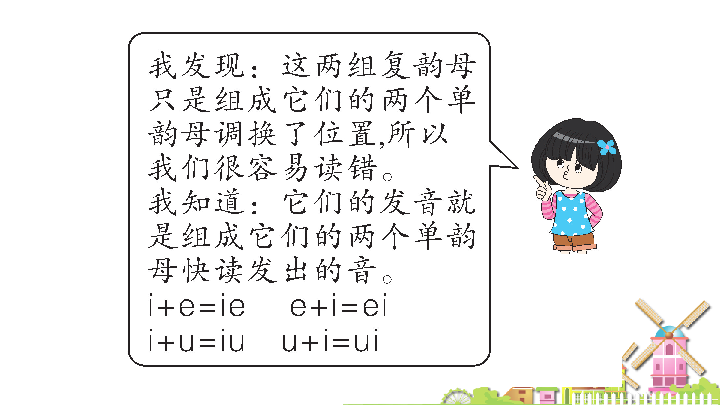 我发现：这两组复韵母
只是组成它们的两个单
韵母调换了位置,所以
我们很容易读错。
我知道：它们的发音就
是组成它们的两个单韵
母快读发出的音。
i+e=ie e+i=ei
i+u=iu u+i=ui